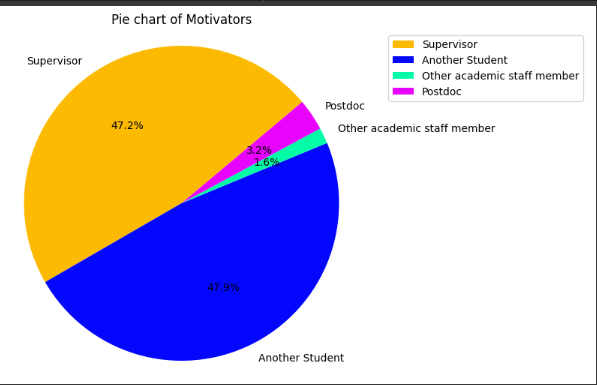 Pie chart of Motivators
Supervisor
Another Student
Other academic staff member
Postdoc
Supervisor
Postdoc
Other academic staff member
47.2%
3.2%
1.6%
47.9%
Another Student